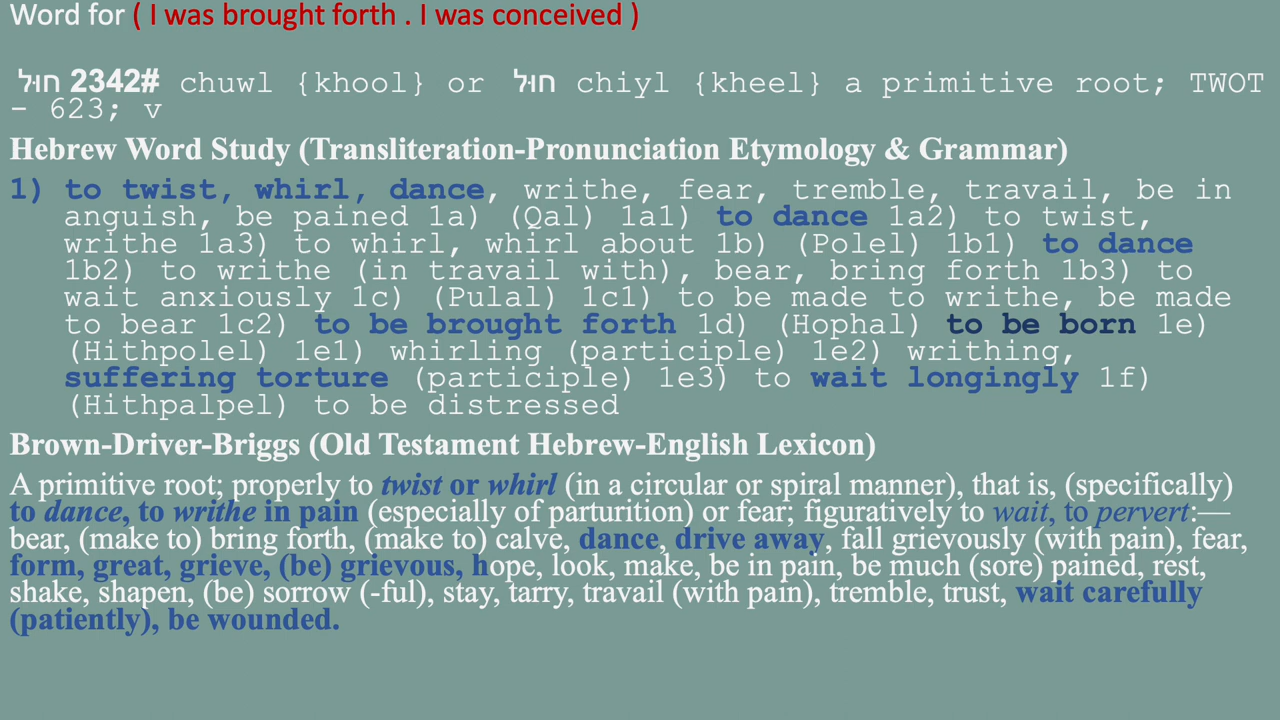 Word for ( I was brought forth . I was conceived )
חוּל 2342# chuwl {khool} or חוּל chiyl {kheel} a primitive root; TWOT
– 623; v
Hebrew Word Study (Transliteration-Pronunciation Etymology & Grammar)
1) to twist, whirl, dance, writhe, fear, tremble, travail, be in
anguish, be pained 1a) (Qal) 1a1) to dance 1a2) to twist,
writhe 1a3) to whirl, whirl about 1b) (Polel) 1b1) to dance
1b2) to writhe (in travail with), bear, bring forth 1b3) to
wait anxiously 1c) (Pulal) 1c1) to be made to writhe, be made
to bear 1c2) to be brought forth 1d) (Hophal) to be born 1e)
(Hithpolel) 1e1) whirling (participle) 1e2) writhing,
suffering torture (participle) 1e3) to wait longingly 1f)
(Hithpalpel) to be distressed
Brown-Driver-Briggs (Old Testament Hebrew-English Lexicon)
A primitive root; properly to twist or whirl (in a circular or spiral manner), that is, (specifically)
to dance, to writhe in pain (especially of parturition) or fear; figuratively to wait, to pervert:—
bear, (make to) bring forth, (make to) calve, dance, drive away, fall grievously (with pain), fear,
form, great, grieve, (be) grievous, hope, look, make, be in pain, be much (sore) pained, rest,
shake, shapen, (be) sorrow (-ful), stay, tarry, travail (with pain), tremble, trust, wait carefully
(patiently), be wounded.